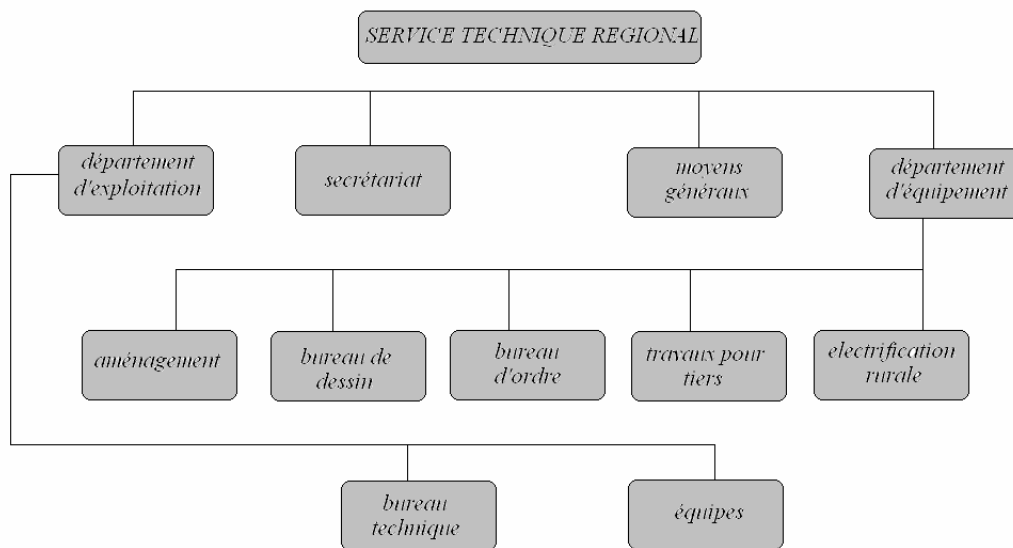 SERVICE TECHNIQUE REGIONAL
département
d'exploitation
secrétariat
moyens
généraux
département
d'équipement
aménagement
bureau de
dessin
bureau
d'ordre
travaux pour
tiers
electrification
rurale
bureau
technique
équipes